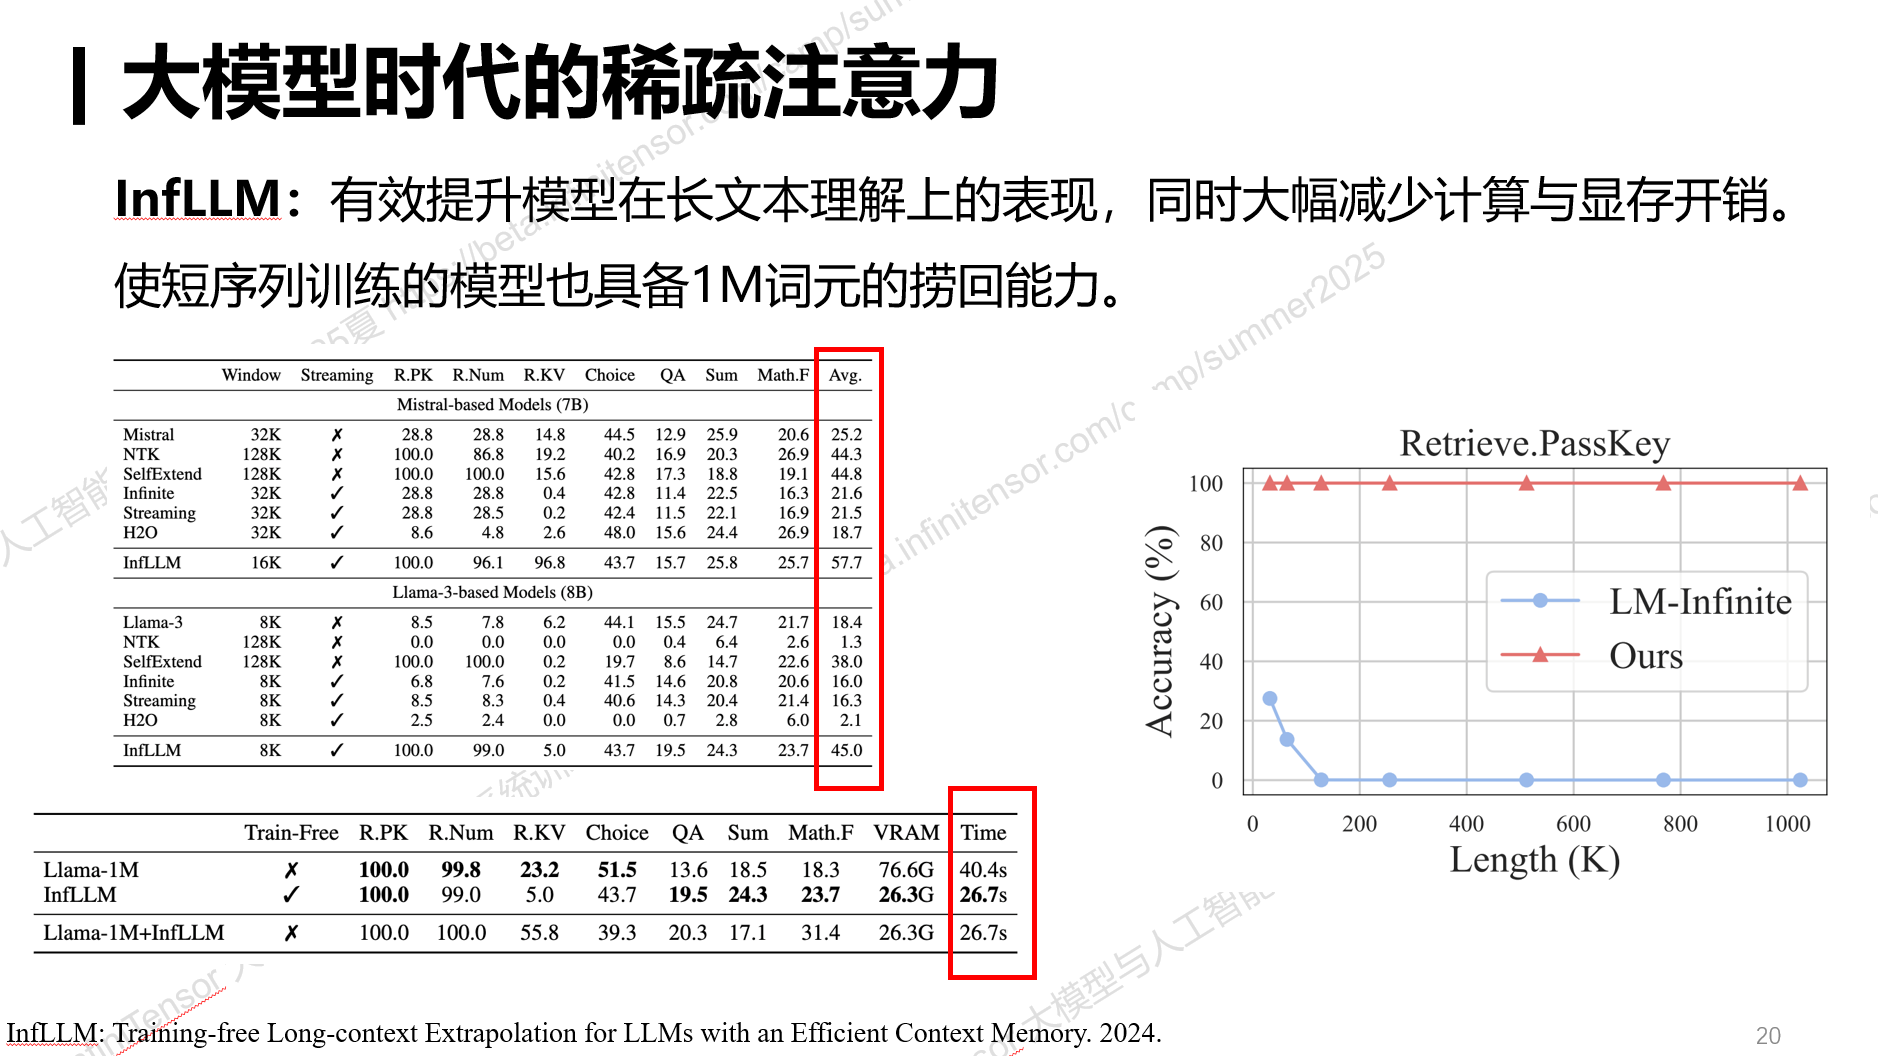 大模型时代的稀疏注意力
InfLLM：有效提升模型在长文本理解上的表现，同时大幅减少计算与显存开销。
使短序列训练的模型也具备1M词元的捞回能力。
Window Streaming R.PK R.Num R.KV Choice QA Sum Math.F Avg.
Mistral-based Models (7B)
Mistral 32K ✗ 28.8 28.8 14.8 44.5 12.9 25.9 20.6 25.2
NTK 128K ✗ 100.0 86.8 19.2 40.2 16.9 20.3 26.9 44.3
SelfExtend 128K ✗ 100.0 100.0 15.6 42.8 17.3 18.8 19.1 44.8
Infinite 32K ✓ 28.8 28.8 0.4 42.8 11.4 22.5 16.3 21.6
Streaming 32K ✓ 28.8 28.5 0.2 42.4 11.5 22.1 16.9 21.5
H2O 32K ✓ 8.6 4.8 2.6 48.0 15.6 24.4 26.9 18.7
InfLLM 16K ✓ 100.0 96.1 96.8 43.7 15.7 25.8 25.7 57.7
Llama-3-based Models (8B)
Llama-3 8K ✗ 8.5 7.8 6.2 44.1 15.5 24.7 21.7 18.4
NTK 128K ✗ 0.0 0.0 0.0 0.0 0.4 6.4 2.6 1.3
SelfExtend 128K ✗ 100.0 100.0 0.2 19.7 8.6 14.7 22.6 38.0
Infinite 8K ✓ 6.8 7.6 0.2 41.5 14.6 20.8 20.6 16.0
Streaming 8K ✓ 8.5 8.3 0.4 40.6 14.3 20.4 21.4 16.3
H2O 8K ✓ 2.5 2.4 0.0 0.0 0.7 2.8 6.0 2.1
InfLLM 8K ✓ 100.0 99.0 5.0 43.7 19.5 24.3 23.7 45.0
Train-Free R.PK R.Num R.KV Choice QA Sum Math.F VRAM Time
Llama-1M ✗ 100.0 99.8 23.2 51.5 13.6 18.5 18.3 76.6G 40.4s
InfLLM ✓ 100.0 99.0 5.0 43.7 19.5 24.3 23.7 26.3G 26.7s
Llama-1M+InfLLM ✗ 100.0 100.0 55.8 39.3 20.3 17.1 31.4 26.3G 26.7s
Retrieve.PassKey
100
80
60
40
20
0
Accuracy (%)
LM-Infinite
Ours
0 200 400 600 800 1000
Length (K)
InfLLM: Training-free Long-context Extrapolation for LLMs with an Efficient Context Memory. 2024.
20